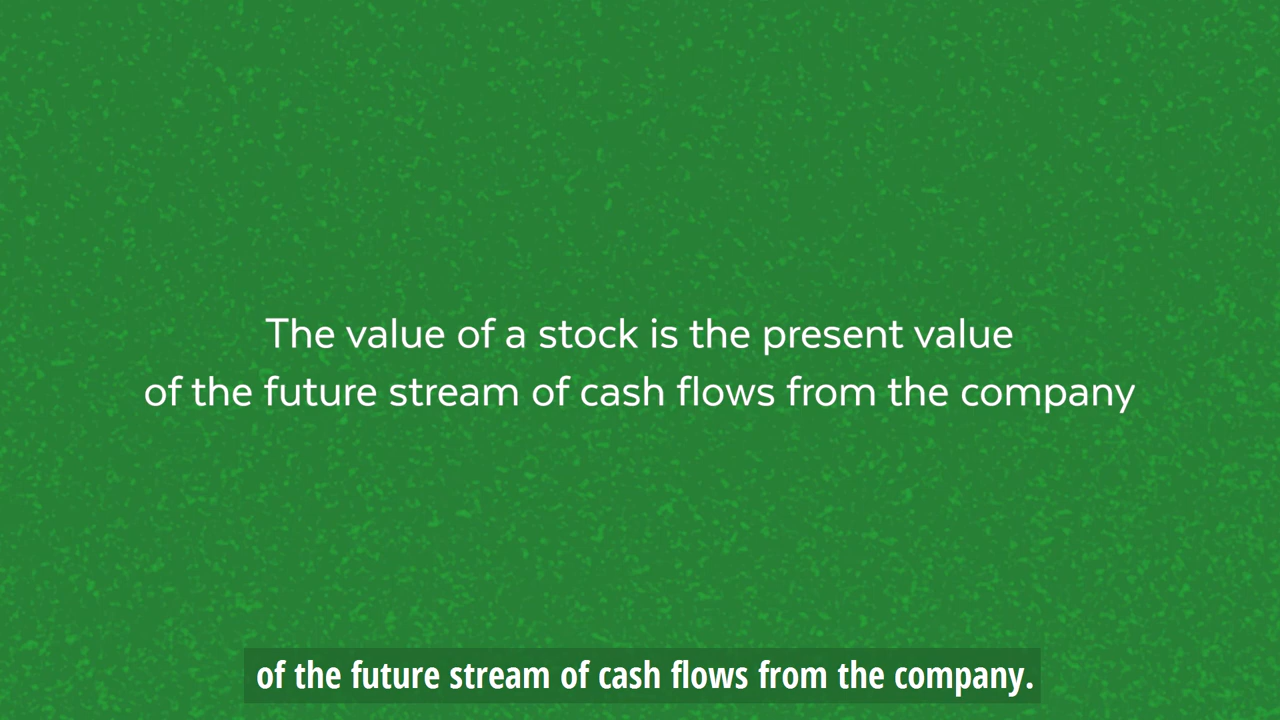 The value of a stock is the present value
of the future stream of cash flows from the company
of the future stream of cash flows from the company.